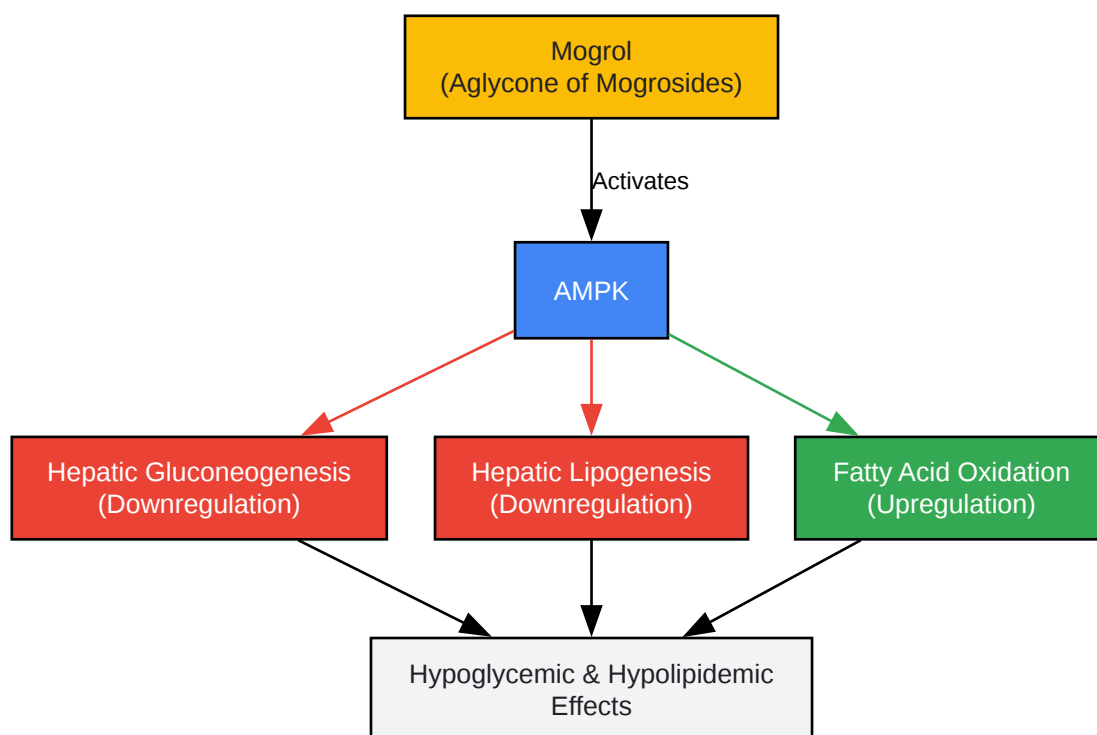 Mogrol
(Aglycone of Mogrosides)
Activates
AMPK
Hepatic Gluconeogenesis
(Downregulation)
Hepatic Lipogenesis
(Downregulation)
Fatty Acid Oxidation
(Upregulation)
Hypoglycemic & Hypolipidemic
Effects